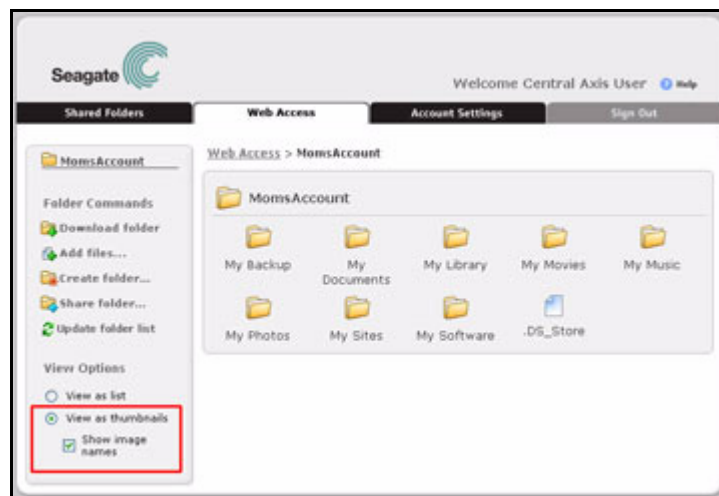 Seagate
Welcome Central Axis User Help
Shared Folders Web Access Account Settings Sign Out
MomsAccount
Folder Commands
Download folder
Add files...
Create folder...
Share folder...
Update folder list
View Options
View as list
View as thumbnails
Show image
names
Web Access > MomsAccount
MomsAccount
My Backup My
Documents My Library My Movies My Music
My Photos My Sites My Software .DS_Store